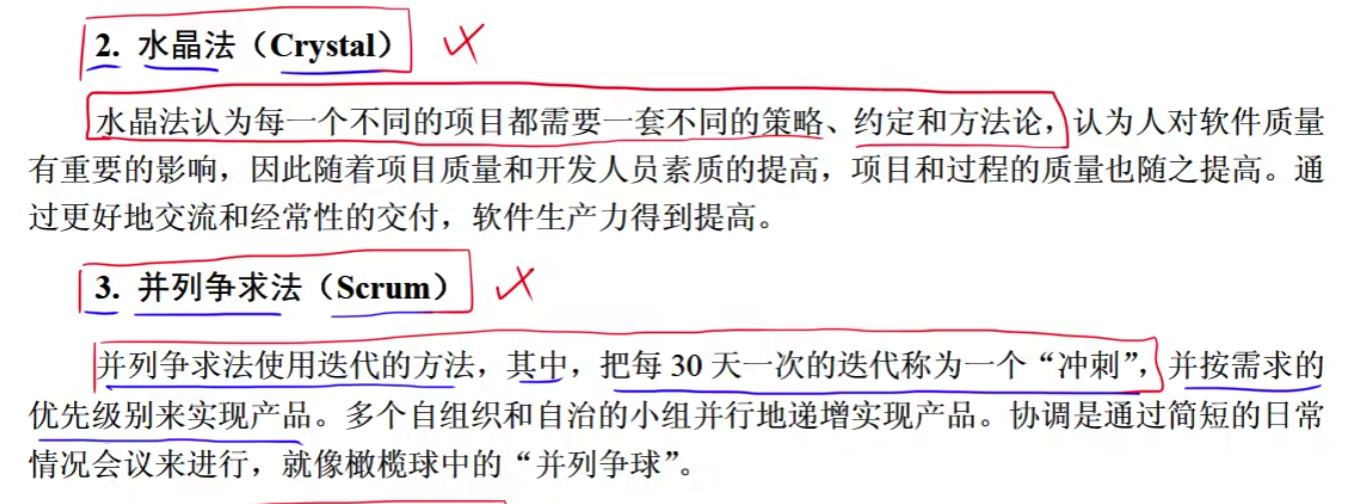 2. 水晶法（Crystal）
水晶法认为每一个不同的项目都需要一套不同的策略、约定和方法论，认为人对软件质量
有重要的影响，因此随着项目质量和开发人员素质的提高，项目和过程的质量也随之提高。通
过更好地交流和经常性的交付，软件生产力得到提高。
3. 并列争求法（Scrum）
并列争求法使用迭代的方法，其中，把每 30 天一次的迭代称为一个“冲刺”，并按需求的
优先级别来实现产品。多个自组织和自治的小组并行地递增实现产品。协调是通过简短的日常
情况会议来进行，就像橄榄球中的“并列争球”。